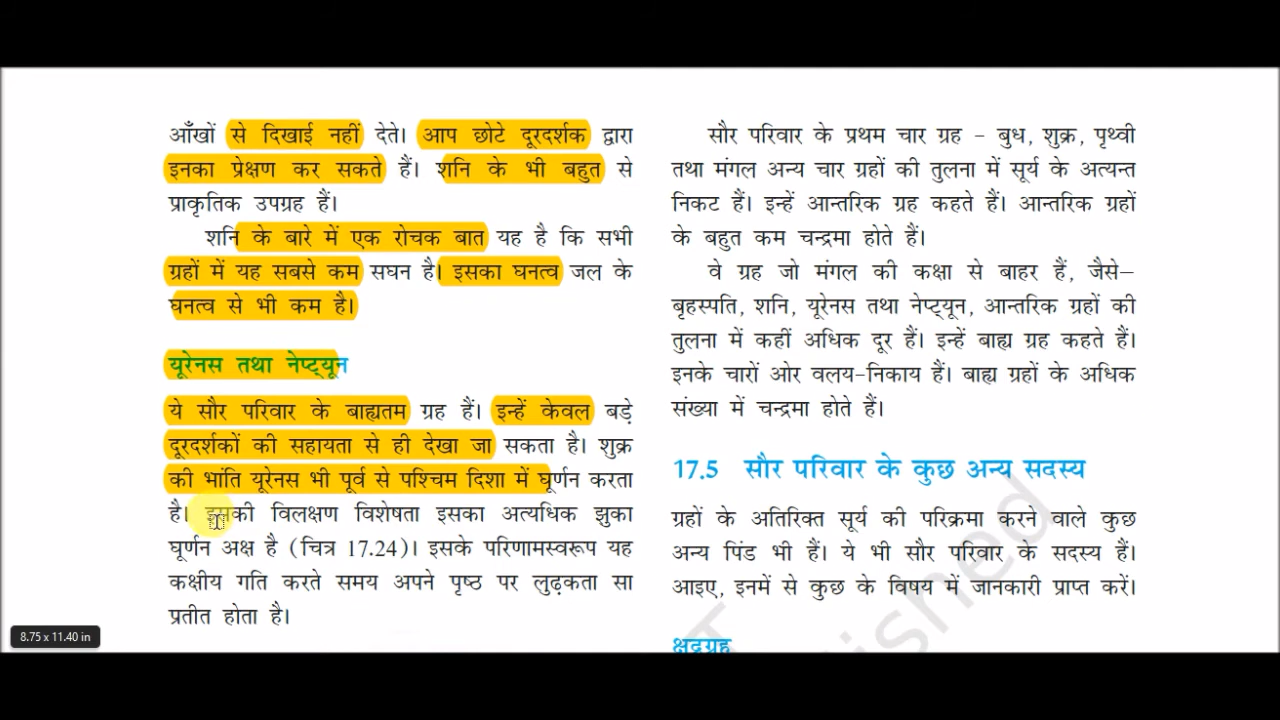 आँखों से दिखाई नहीं देते। आप छोटे दूरदर्शक द्वारा
इनका प्रेक्षण कर सकते हैं। शनि के भी बहुत से
प्राकृतिक उपग्रह हैं।
शनि के बारे में एक रोचक बात यह है कि सभी
ग्रहों में यह सबसे कम सघन है। इसका घनत्व जल के
घनत्व से भी कम है।
यूरेनस तथा नेप्ट्यून
ये सौर परिवार के बाह्यतम ग्रह हैं। इन्हें केवल बड़े
दूरदर्शकों की सहायता से ही देखा जा सकता है। शुक्र
की भांति यूरेनस भी पूर्व से पश्चिम दिशा में घूर्णन करता
है। इसकी विलक्षण विशेषता इसका अत्यधिक झुका
घूर्णन अक्ष है (चित्र 17.24)। इसके परिणामस्वरूप यह
कक्षीय गति करते समय अपने पृष्ठ पर लुढ़कता सा
प्रतीत होता है।
8.75 x 11.40 in
सौर परिवार के प्रथम चार ग्रह – बुध, शुक्र, पृथ्वी
तथा मंगल अन्य चार ग्रहों की तुलना में सूर्य के अत्यन्त
निकट हैं। इन्हें आन्तरिक ग्रह कहते हैं। आन्तरिक ग्रहों
के बहुत कम चन्द्रमा होते हैं।
वे ग्रह जो मंगल की कक्षा से बाहर हैं, जैसे–
बृहस्पति, शनि, यूरेनस तथा नेप्ट्यून, आन्तरिक ग्रहों की
तुलना में कहीं अधिक दूर हैं। इन्हें बाह्य ग्रह कहते हैं।
इनके चारों ओर वलय-निकाय हैं। बाह्य ग्रहों के अधिक
संख्या में चन्द्रमा होते हैं।
17.5 सौर परिवार के कुछ अन्य सदस्य
ग्रहों के अतिरिक्त सूर्य की परिक्रमा करने वाले कुछ
अन्य पिंड भी हैं। ये भी सौर परिवार के सदस्य हैं।
आइए, इनमें से कुछ के विषय में जानकारी प्राप्त करें।
क्षुद्रग्रह